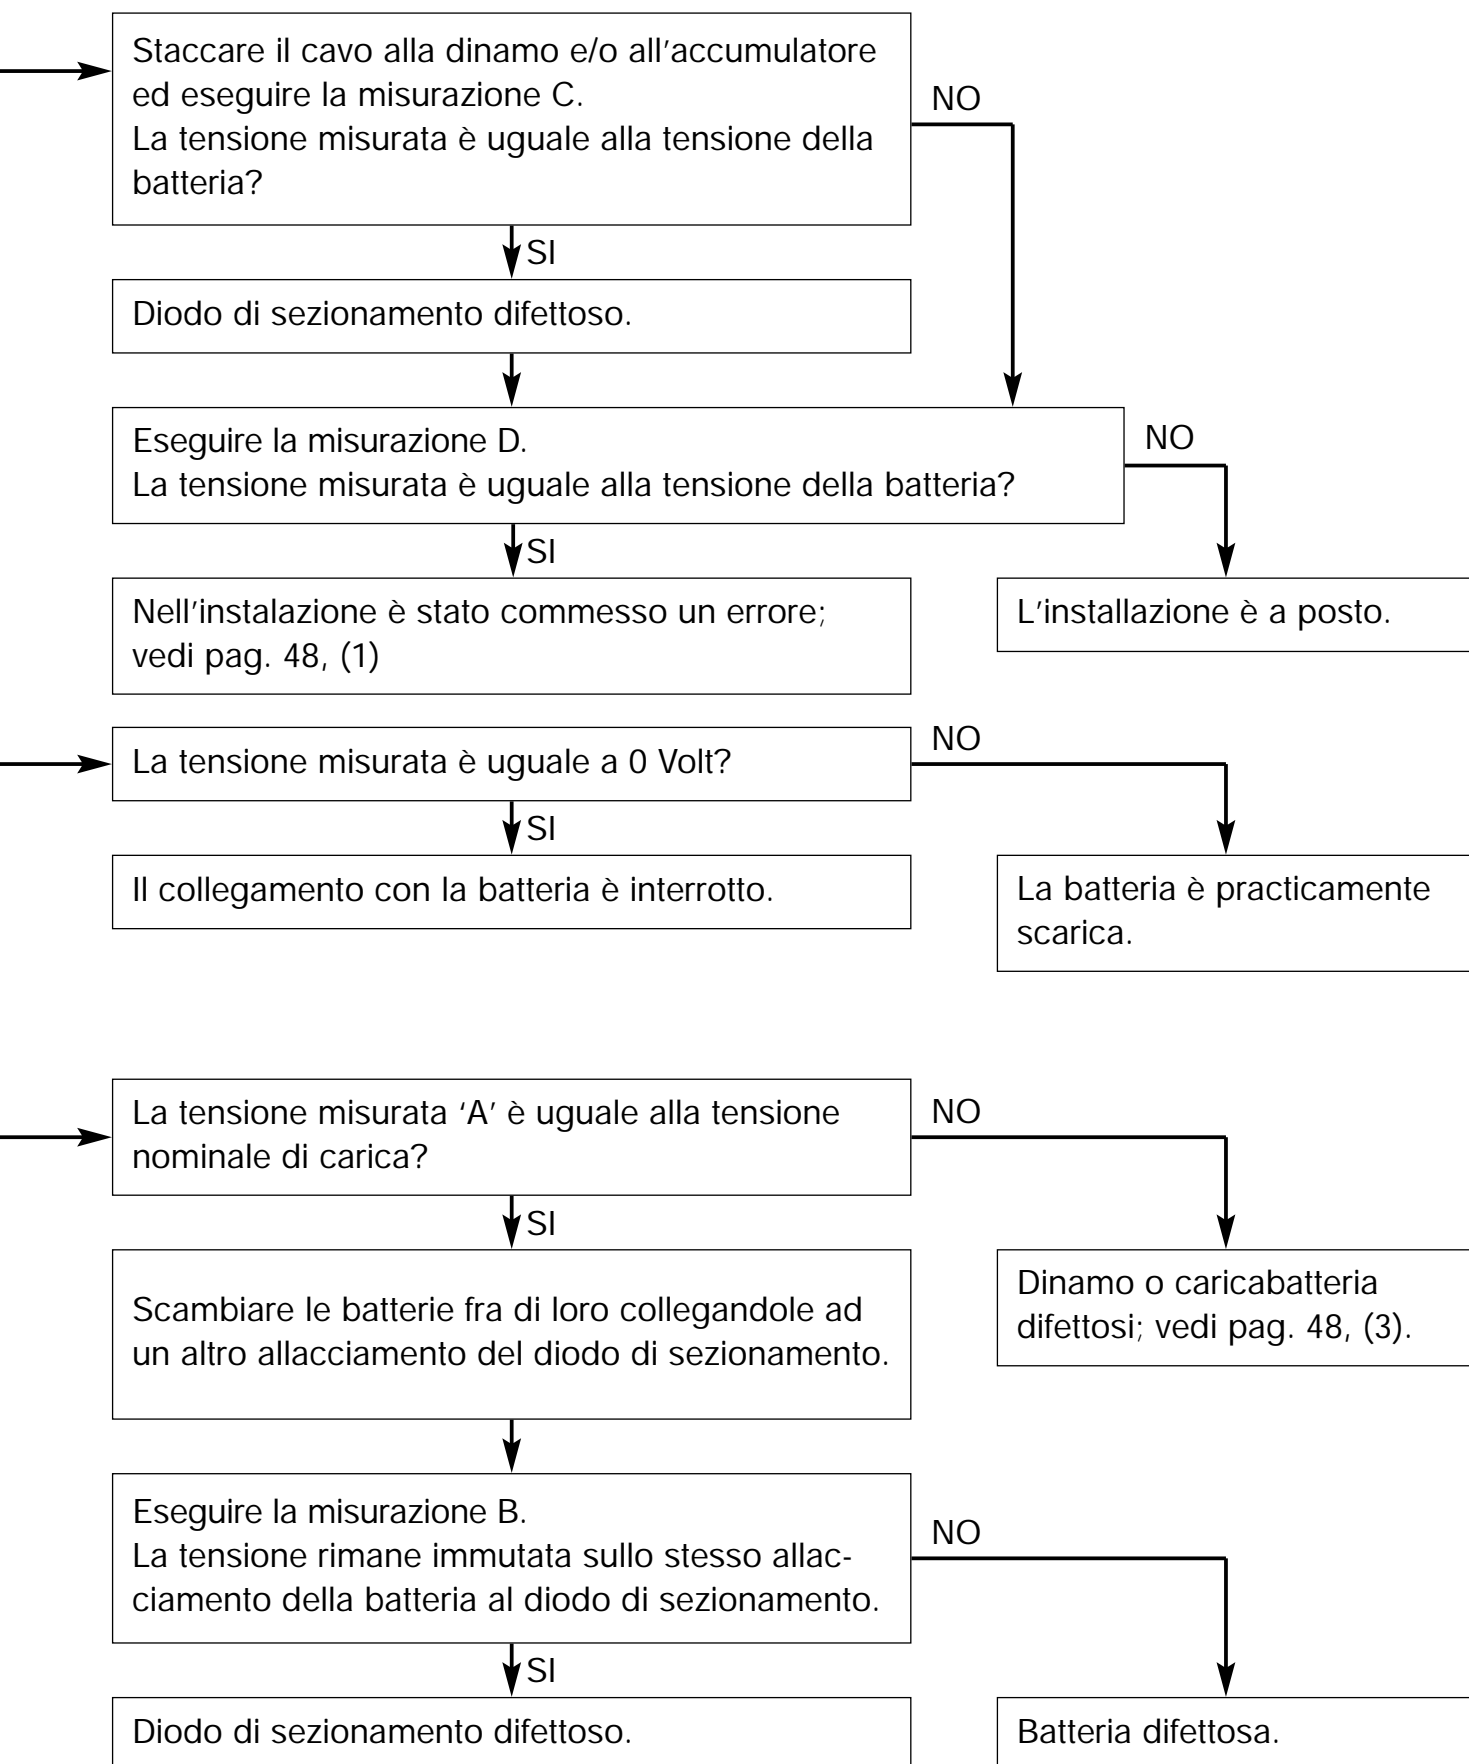 Staccare il cavo alla dinamo e/o all'accumulatore
ed eseguire la misurazione C.
La tensione misurata è uguale alla tensione della
batteria?
NO
SI
Diodo di sezionamento difettoso.
Eseguire la misurazione D.
La tensione misurata è uguale alla tensione della batteria?
NO
SI
Nell'instalazione è stato commesso un errore;
vedi pag. 48, (1)
L'installazione è a posto.
La tensione misurata è uguale a 0 Volt?
NO
SI
Il collegamento con la batteria è interrotto.
La batteria è practicamente
scarica.
La tensione misurata ‘A’ è uguale alla tensione
nominale di carica?
NO
SI
Scambiare le batterie fra di loro collegandole ad
un altro allacciamento del diodo di sezionamento.
Dinamo o caricabatteria
difettosi; vedi pag. 48, (3).
Eseguire la misurazione B.
La tensione rimane immutata sullo stesso allac-
ciamento della batteria al diodo di sezionamento.
NO
SI
Diodo di sezionamento difettoso.
Batteria difettosa.